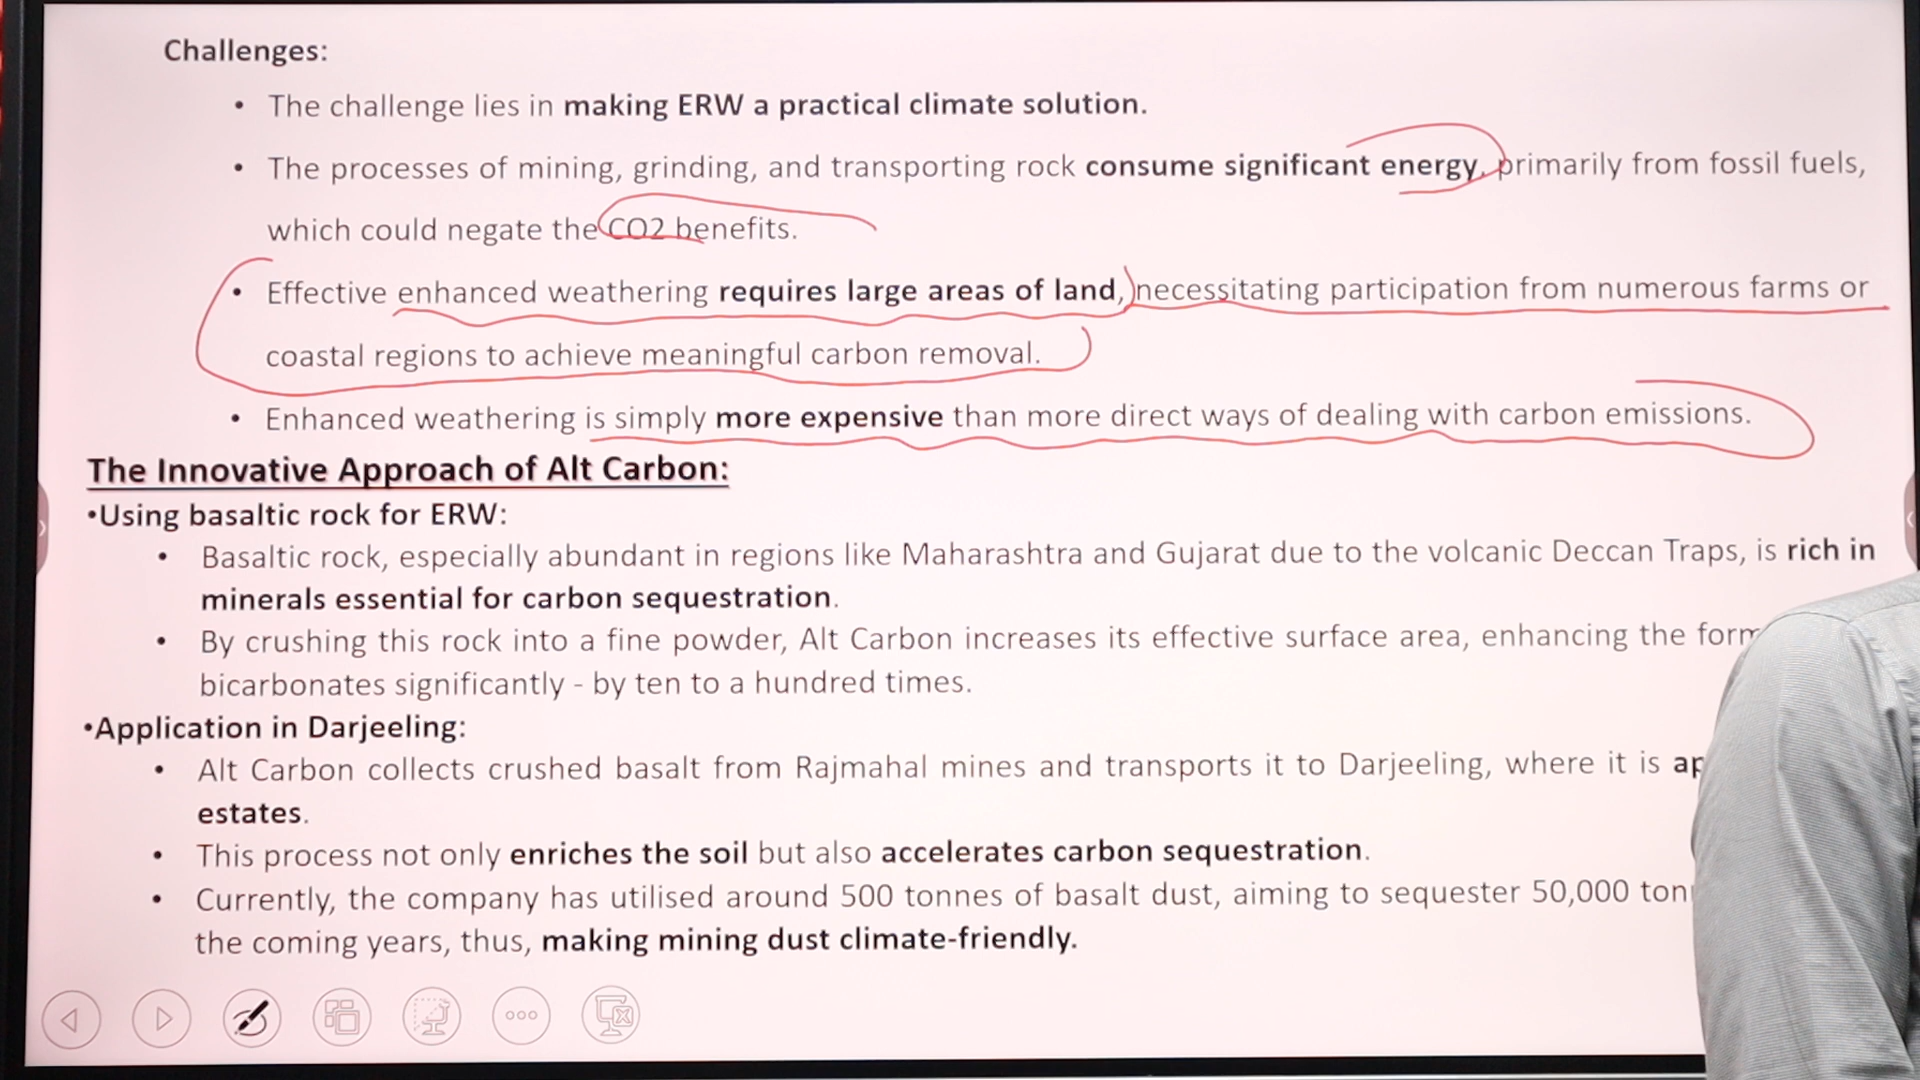 Challenges:
• The challenge lies in making ERW a practical climate solution.
• The processes of mining, grinding, and transporting rock consume significant energy, primarily from fossil fuels,
which could negate the CO2 benefits.
• Effective enhanced weathering requires large areas of land, necessitating participation from numerous farms or
coastal regions to achieve meaningful carbon removal.
• Enhanced weathering is simply more expensive than more direct ways of dealing with carbon emissions.
The Innovative Approach of Alt Carbon:
•Using basaltic rock for ERW:
• Basaltic rock, especially abundant in regions like Maharashtra and Gujarat due to the volcanic Deccan Traps, is rich in
minerals essential for carbon sequestration.
• By crushing this rock into a fine powder, Alt Carbon increases its effective surface area, enhancing the
bicarbonates significantly - by ten to a hundred times.
•Application in Darjeeling:
• Alt Carbon collects crushed basalt from Rajmahal mines and transports it to Darjeeling, where it is
estates.
• This process not only enriches the soil but also accelerates carbon sequestration.
• Currently, the company has utilised around 500 tonnes of basalt dust, aiming to sequester 50,000
the coming years, thus, making mining dust climate-friendly.